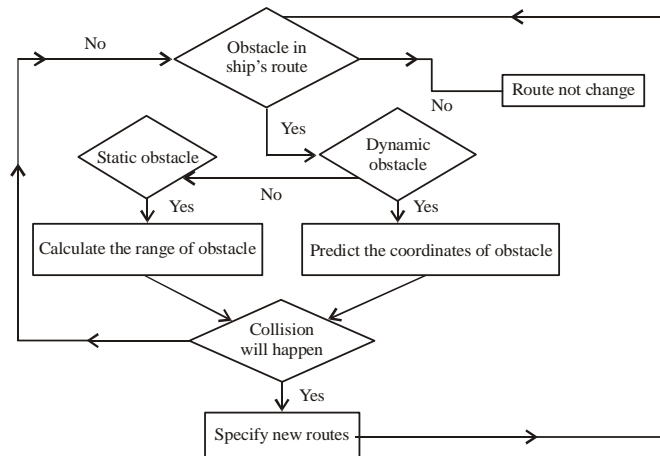 No
Obstacle in
ship's route
No
Route not change
Yes
Dynamic
obstacle
Static obstacle
No
Yes
Yes
Calculate the range of obstacle
Predict the coordinates of obstacle
Collision
will happen
Yes
Specify new routes